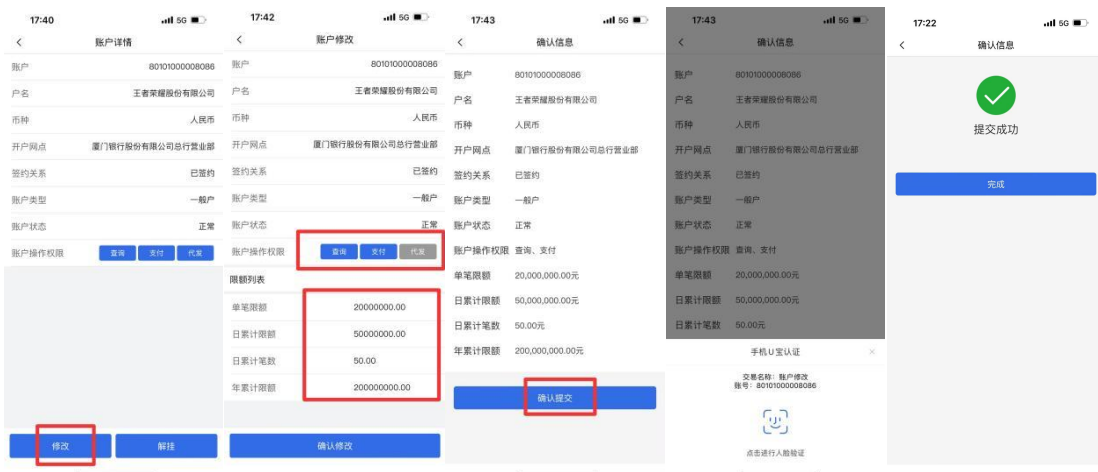 17:40
5G
账户详情
账户 80101000008086
户名 王者荣耀股份有限公司
币种 人民币
开户网点 厦门银行股份有限公司总行营业部
签约关系 已签约
账户类型 一般户
账户状态 正常
账户操作权限 查询 支付 代发
修改 解挂
17:42
5G
账户修改
账户 80101000008086
户名 王者荣耀股份有限公司
币种 人民币
开户网点 厦门银行股份有限公司总行营业部
签约关系 已签约
账户类型 一般户
账户状态 正常
账户操作权限 查询 支付 代发
限额列表
单笔限额 20000000.00
日累计限额 50000000.00
日累计笔数 50.00
年累计限额 200000000.00
确认修改
17:43
5G
确认信息
账户 80101000008086
户名 王者荣耀股份有限公司
币种 人民币
开户网点 厦门银行股份有限公司总行营业部
签约关系 已签约
账户类型 一般户
账户状态 正常
账户操作权限 查询、支付
单笔限额 20,000,000.00元
日累计限额 50,000,000.00元
日累计笔数 50.00元
年累计限额 200,000,000.00元
确认提交
17:43
5G
确认信息
账户 80101000008086
户名 王者荣耀股份有限公司
币种 人民币
开户网点 厦门银行股份有限公司总行营业部
签约关系 已签约
账户类型 一般户
账户状态 正常
账户操作权限 查询、支付
单笔限额 20,000,000.00元
日累计限额 50,000,000.00元
日累计笔数 50.00元
手机U宝认证
交易名称:账户修改
账号:80101000008086
点击进行人脸验证
17:22
5G
确认信息
提交成功
完成